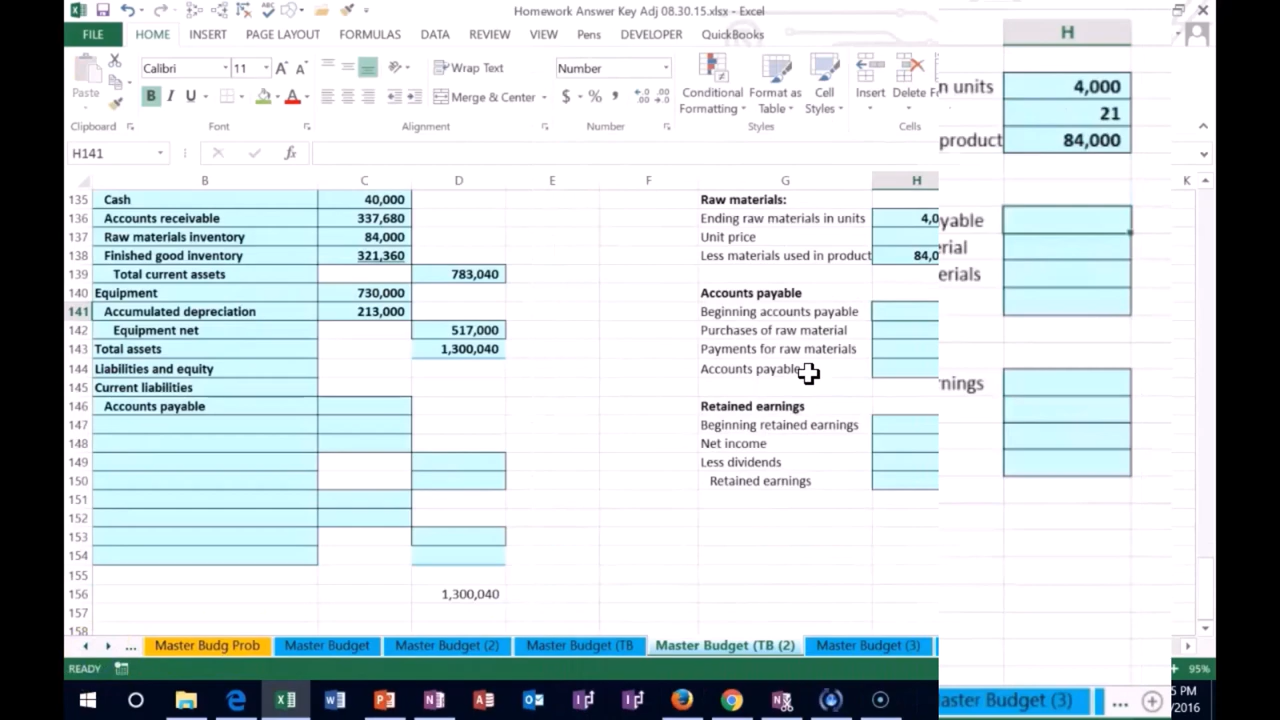 Homework Answer Key Adj 08.30.15.xlsx - Excel
FILE HOME INSERT PAGE LAYOUT FORMULAS DATA REVIEW VIEW Pens DEVELOPER QuickBooks
Paste
Calibri 11
B I U
A A
Wrap Text
Merge & Center
Number
$ % ,
Conditional Formatting
Format as Table
Cell Styles
Insert Delete F
Clipboard Font Alignment Number Styles Cells
H141
fx
B C D E F G H K
135 Cash 40,000 Raw materials:
136 Accounts receivable 337,680 Ending raw materials in units 4,0
137 Raw materials inventory 84,000 Unit price
138 Finished good inventory 321,360 Less materials used in product 84,0
139 Total current assets 783,040
140 Equipment 730,000 Accounts payable
141 Accumulated depreciation 213,000 Beginning accounts payable
142 Equipment net 517,000 Purchases of raw material
143 Total assets 1,300,040 Payments for raw materials
144 Liabilities and equity Accounts payable
145 Current liabilities
146 Accounts payable Retained earnings
147 Beginning retained earnings
148 Net income
149 Less dividends
150 Retained earnings
151
152
153
154
155
156 1,300,040
157
158
H
n units 4,000
21
product 84,000
yable
erial
erials
rnings
... Master Budg Prob Master Budget Master Budget (2) Master Budget (TB Master Budget (TB (2) Master Budget (3)
aster Budget (3) ...
READY
95%
5 PM
/2016